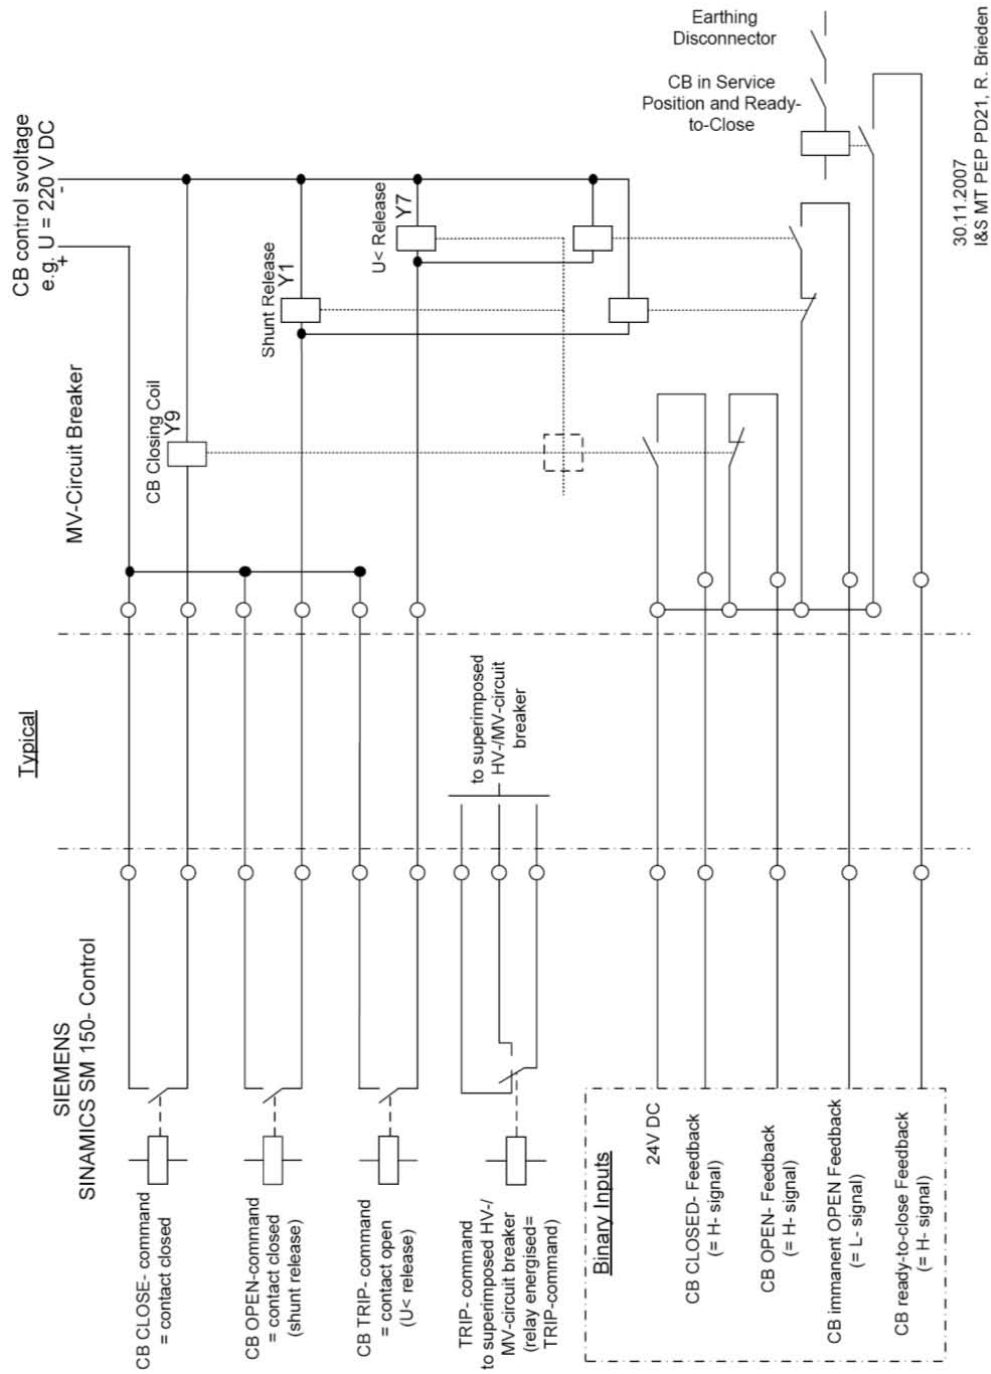 Typical
SIEMENS
SINAMICS SM 150- Control
MV-Circuit Breaker
CB control svoltage
e.g. U = 220 V DC
+
-
CB CLOSE- command
= contact closed
CB Closing Coil
Y9
CB OPEN-command
= contact closed
(shunt release)
Shunt Release
Y1
CB TRIP- command
= contact open
(U< release)
U< Release
Y7
TRIP- command
to superimposed HV-/
MV-circuit breaker
(relay energised=
TRIP-command)
to superimposed
HV-/MV-circuit
breaker
Binary Inputs
24V DC
CB CLOSED- Feedback
(= H- signal)
CB OPEN- Feedback
(= H- signal)
CB immanent OPEN Feedback
(= L- signal)
CB ready-to-close Feedback
(= H- signal)
Earthing
Disconnector
CB in Service
Position and Ready-
to-Close
30.11.2007
I&S MT PEP PD21, R. Brieden